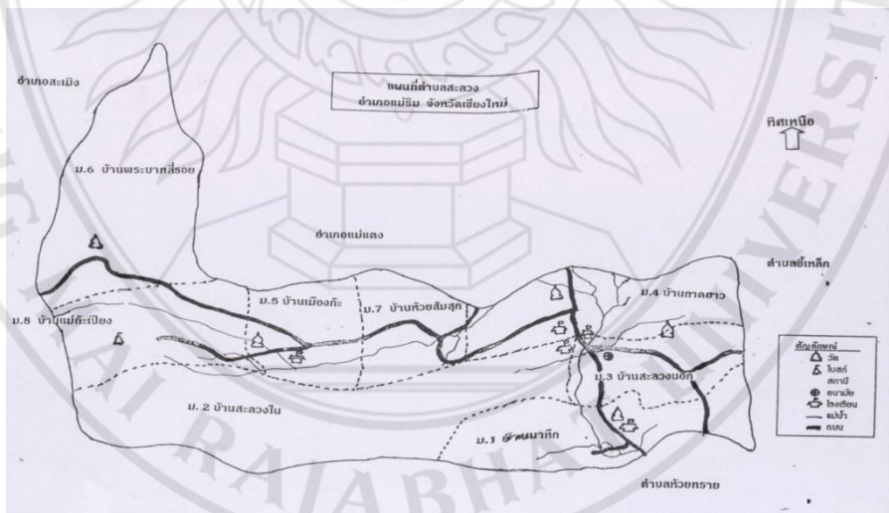 อำเภอสะเมิง
แผนที่ตำบลสะลวง
อำเภอแม่ริม จังหวัดเชียงใหม่
ทิศเหนือ
ม.6 บ้านพระบาทสี่รอย
อำเภอแม่แตง
ตำบลขี้เหล็ก
ม.5 บ้านเมืองก๊ะ
ม.7 บ้านห้วยส้มสุก
ม.4 บ้านกาดฮาว
ม.8 บ้านแม่ก๊ะเปียง
ม.3 บ้านสะลวงนอก
ม.2 บ้านสะลวงใน
ม.1
นาทึก
ตำบลห้วยทราย
สัญลักษณ์
วัด
โบสถ์
สถานี
อนามัย
โรงเรียน
แม่น้ำ
ถนน
RAJABHAT UNIVERSITY